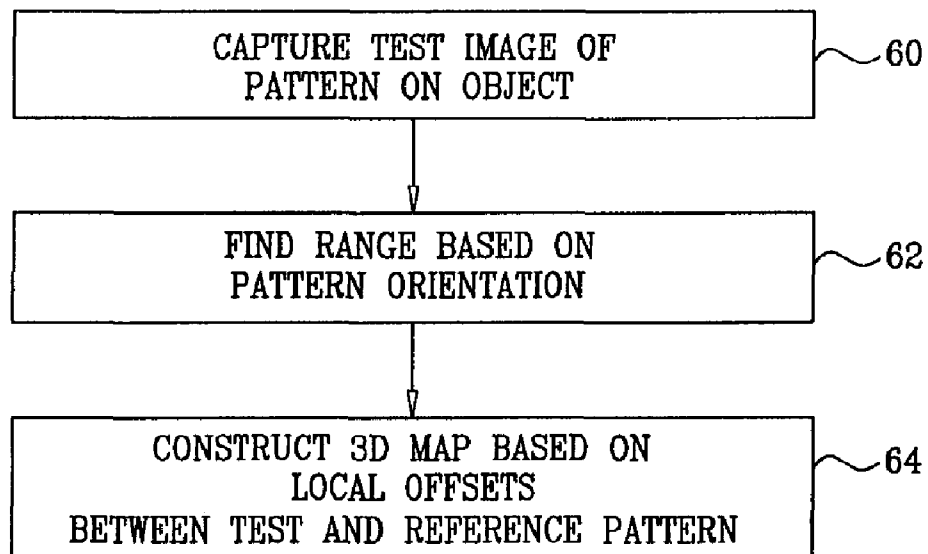 CAPTURE TEST IMAGE OF
PATTERN ON OBJECT
60
FIND RANGE BASED ON
PATTERN ORIENTATION
62
CONSTRUCT 3D MAP BASED ON
LOCAL OFFSETS
BETWEEN TEST AND REFERENCE PATTERN
64